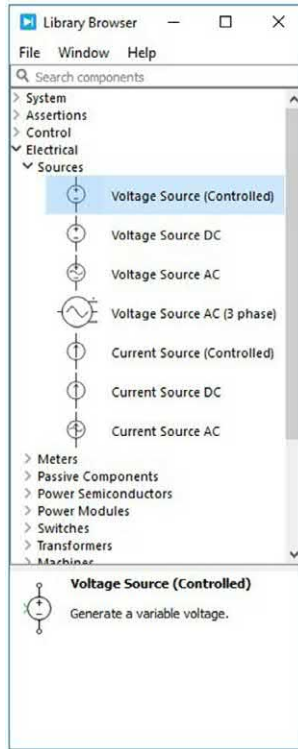 Library Browser
File Window Help
Search components
System
Assertions
Control
Electrical
Sources
Voltage Source (Controlled)
Voltage Source DC
Voltage Source AC
Voltage Source AC (3 phase)
Current Source (Controlled)
Current Source DC
Current Source AC
Meters
Passive Components
Power Semiconductors
Power Modules
Switches
Transformers
Machines
Voltage Source (Controlled)
Generate a variable voltage.